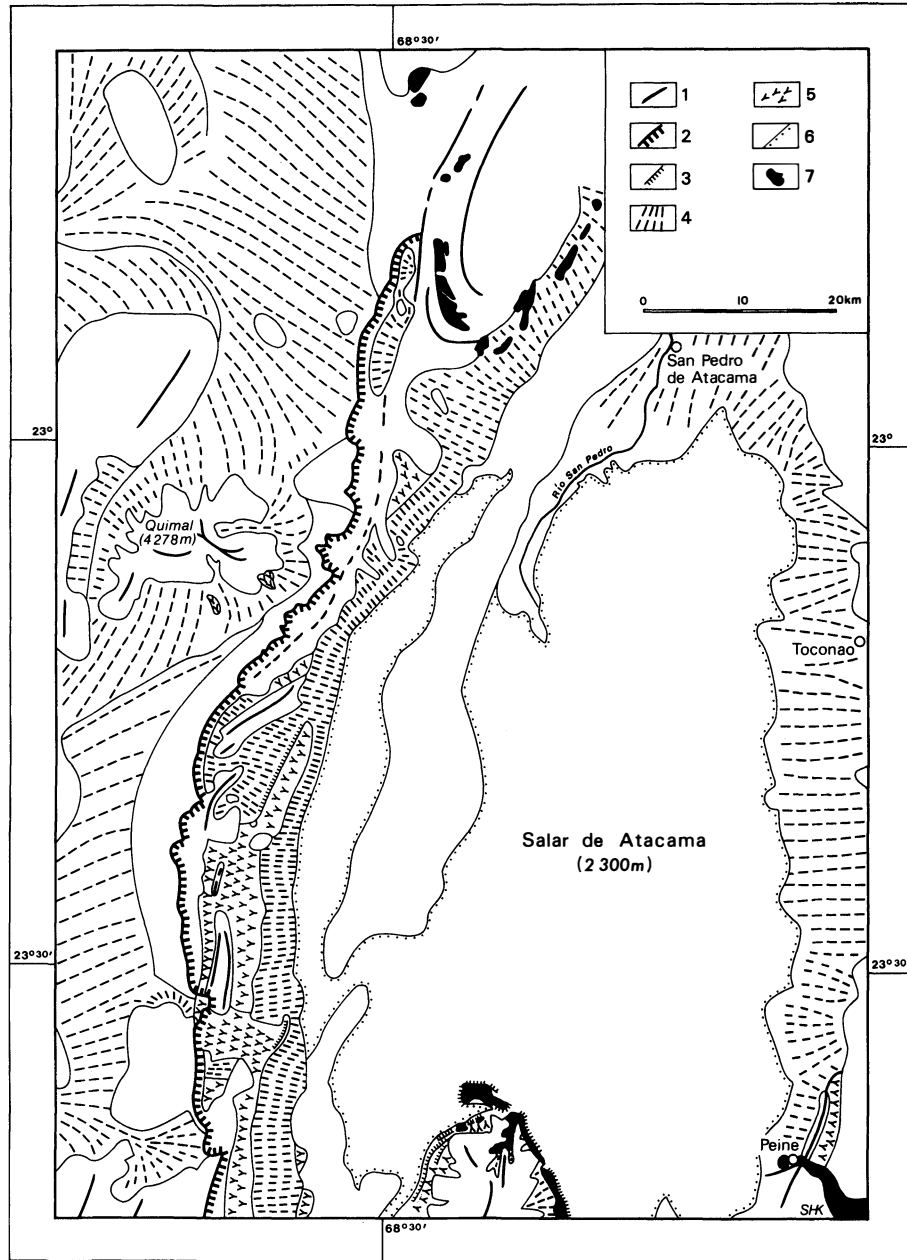 68°30'
1
5
2
6
3
7
4
0 10 20km
San Pedro
de Atacama
23°
23°
Río San Pedro
Quimal
(4278m)
Toconao
Salar de Atacama
(2300m)
23°30'
23°30'
Peine
SHK
68°30'